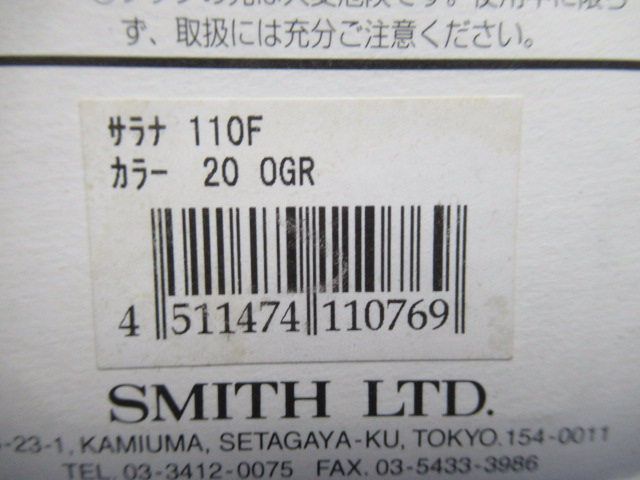 ず、取扱には充分ご注意ください。
ｻﾗﾅ 110F
ｶﾗｰ 20 OGR
4 511474 110769
SMITH LTD.
-23-1, KAMIUMA, SETAGAYA-KU, TOKYO.154-0011
TEL. 03-3412-0075 FAX. 03-5433-3986